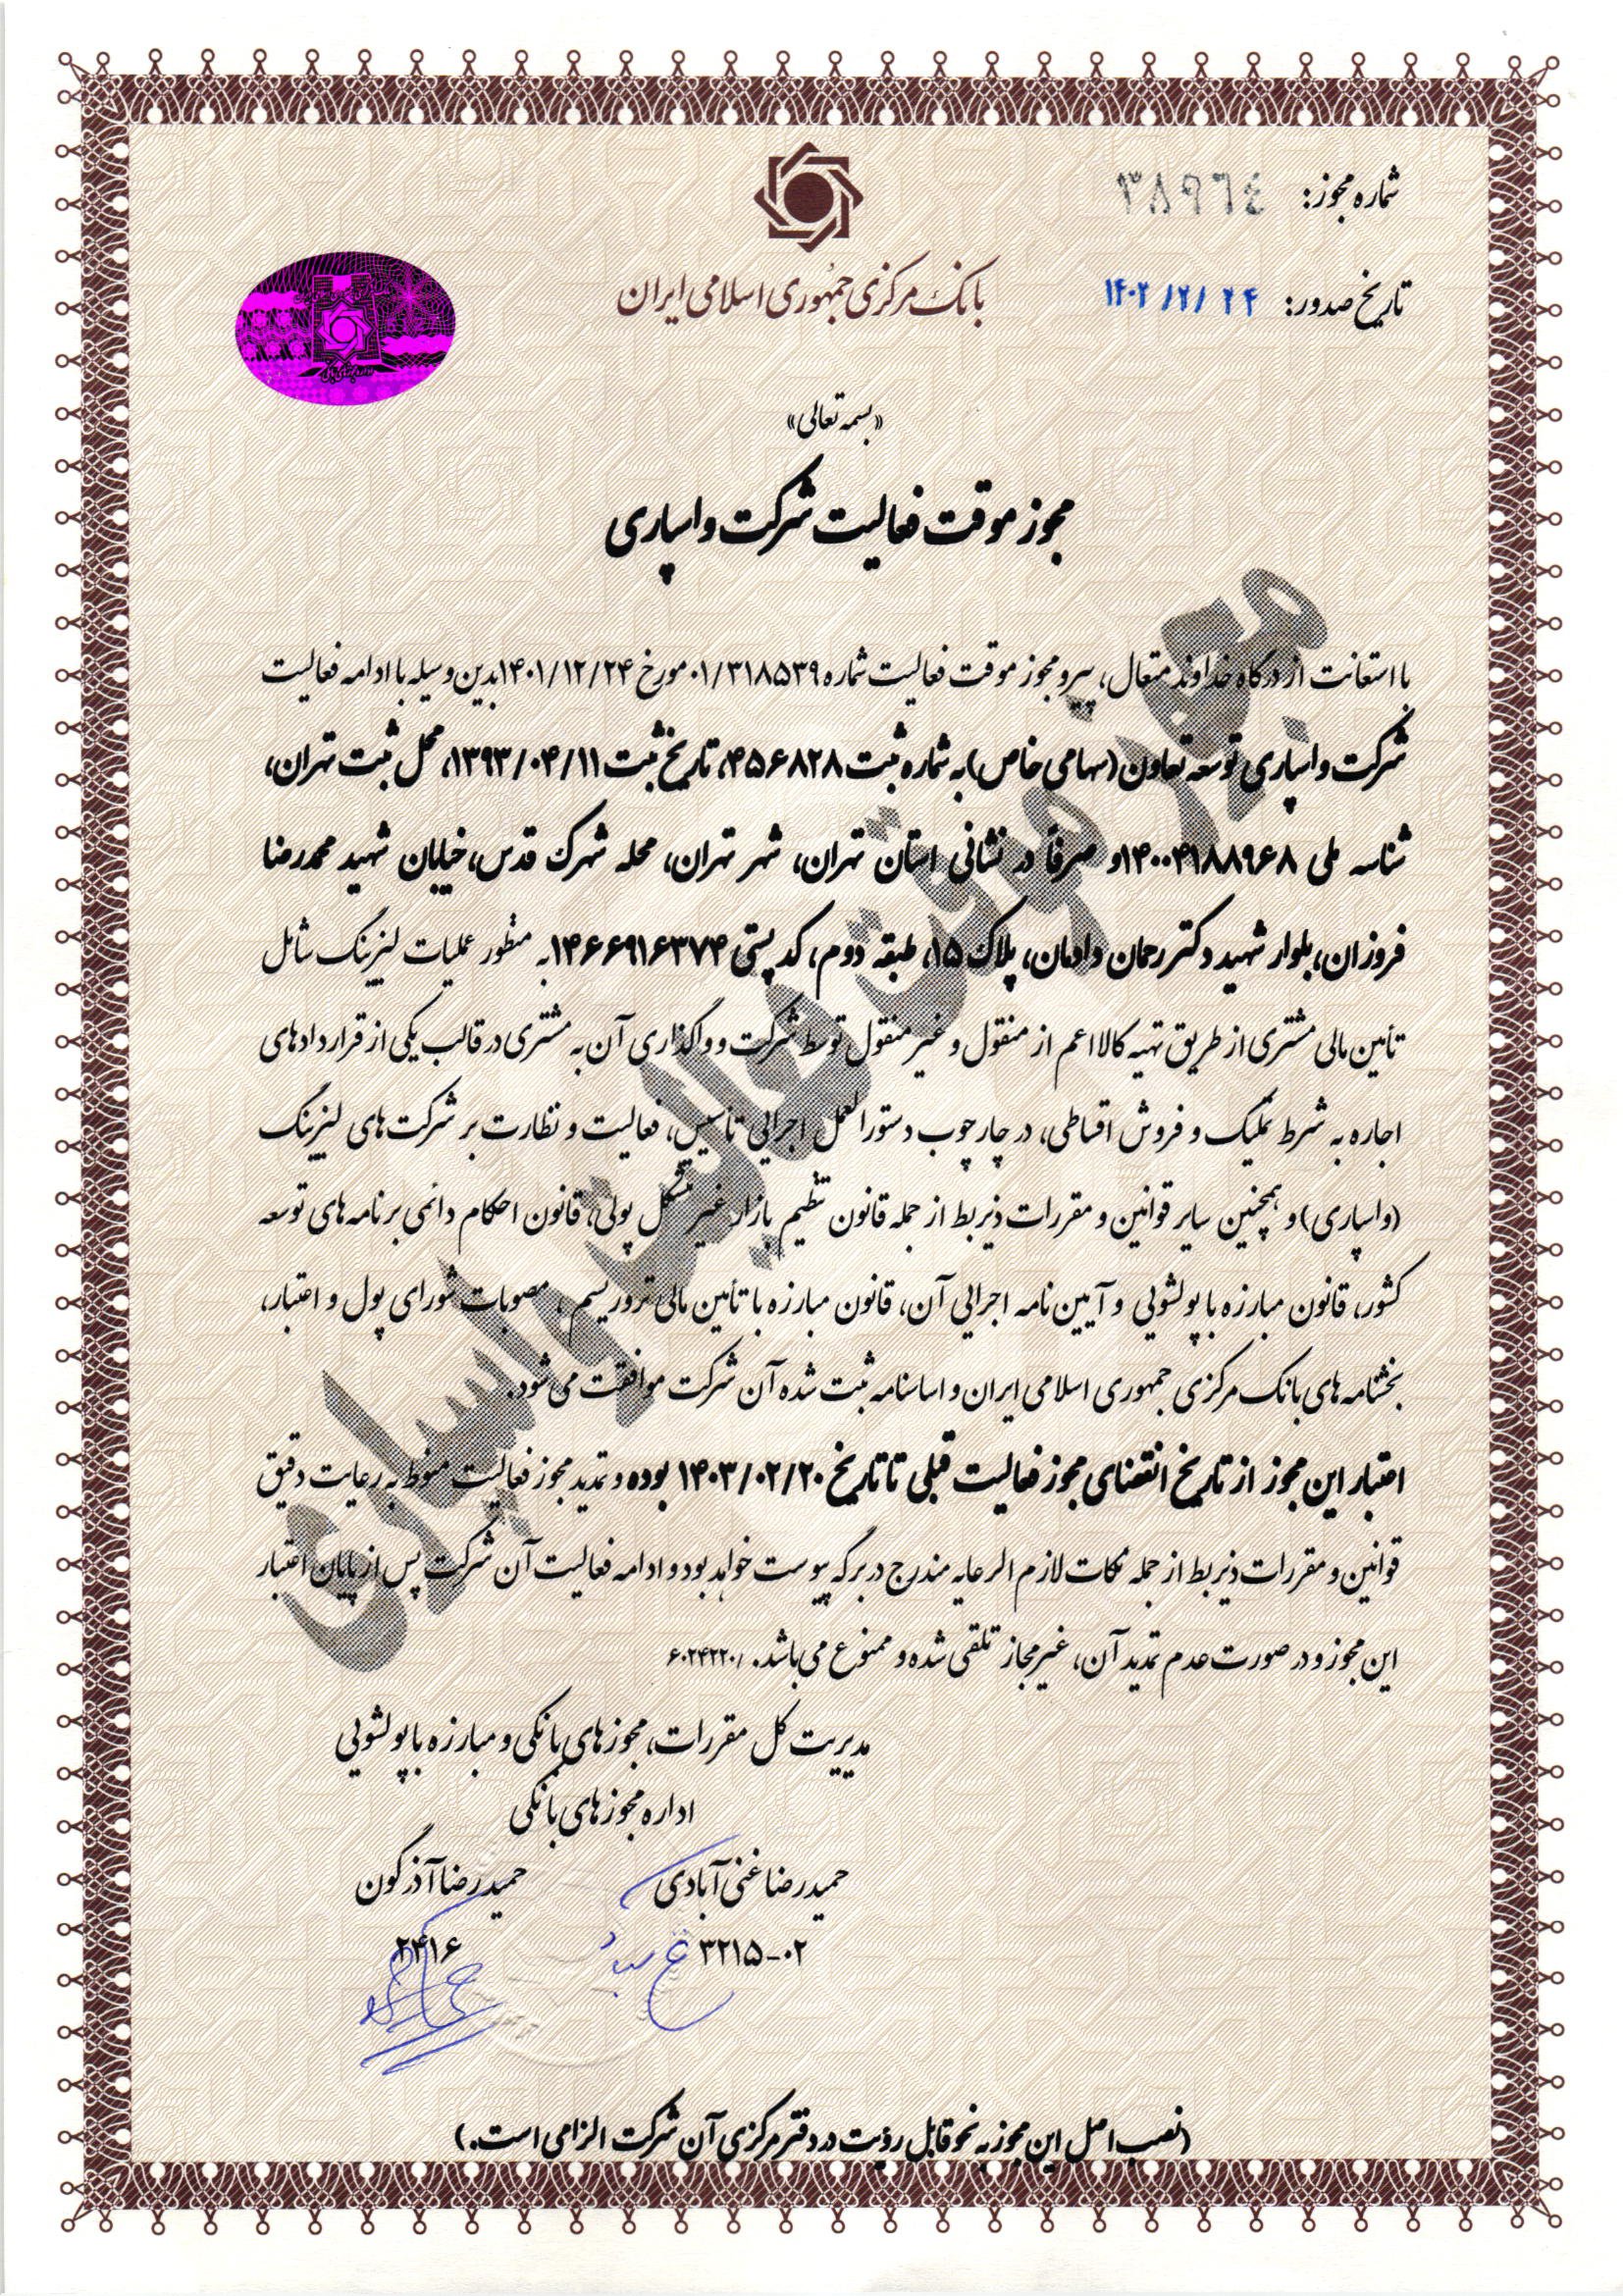 شماره مجوز: ۳۸۹۶۴
تاریخ صدور: ۱۴۰۲/۲/۲۴
بانک مرکزی جمهوری اسلامی ایران
«بسمه تعالی»
مجوز موقت فعالیت شرکت واسپاری
با استعانت از درگاه خداوند متعال، پیرو مجوز موقت فعالیت شماره ۰۱/۳۱۸۵۳۹ مورخ ۱۴۰۱/۱۲/۲۴ بدین وسیله با ادامه فعالیت
شرکت واسپاری توسعه تعاون (سهامی خاص) به شماره ثبت ۴۵۶۸۲۸، تاریخ ثبت ۱۳۹۳/۰۴/۱۱، محل ثبت تهران،
شناسه ملی ۱۴۰۰۴۱۸۸۹۶۸ و صرفا در نشانی استان تهران، شهر تهران، محله شهرک قدس، خیابان شهید محمدرضا
فروزان، بلوار شهید دکتر رحمان دادمان، پلاک ۱۵، طبقه دوم، کد پستی ۱۴۶۶۹۱۶۳۷۴ به منظور عملیات لیزینگ شامل
تأمین مالی مشتری از طریق تهیه کالا اعم از منقول و غیر منقول توسط شرکت و واگذاری آن به مشتری در قالب یکی از قراردادهای
اجاره به شرط تملیک و فروش اقساطی، در چارچوب دستورالعمل اجرایی تأسیس، فعالیت و نظارت بر شرکت‌های لیزینگ
(واسپاری) و همچنین سایر قوانین و مقررات ذیربط از جمله قانون تنظیم بازار غیر متشکل پولی، قانون احکام دائمی برنامه‌های توسعه
کشور، قانون مبارزه با پولشویی و آیین نامه اجرایی آن، قانون مبارزه با تأمین مالی تروریسم، مصوبات شورای پول و اعتبار،
بخشنامه‌های بانک مرکزی جمهوری اسلامی ایران و اساسنامه ثبت شده آن شرکت موافقت می‌شود.
اعتبار این مجوز از تاریخ انقضای مجوز فعالیت قبلی تا تاریخ ۱۴۰۳/۰۲/۲۰ بوده و تمدید مجوز فعالیت منوط به رعایت دقیق
قوانین و مقررات ذیربط از جمله نکات لازم الرعایه مندرج در برگه پیوست خواهد بود و ادامه فعالیت آن شرکت پس از پایان اعتبار
این مجوز و در صورت عدم تمدید آن، غیرمجاز تلقی شده و ممنوع می‌باشد. /۶۰۲۴۲۲۰
مدیریت کل مقررات، مجوزهای بانکی و مبارزه با پولشویی
اداره مجوزهای بانکی
حمیدرضا غنی‌آبادی حمیدرضا آذرگون
۳۲۱۵-۰۲ ۲۴۱۶
(نصب اصل این مجوز به نحو قابل رؤیت در دفتر مرکزی آن شرکت الزامی است.)
مجوز موقت فعالیت واسپاری